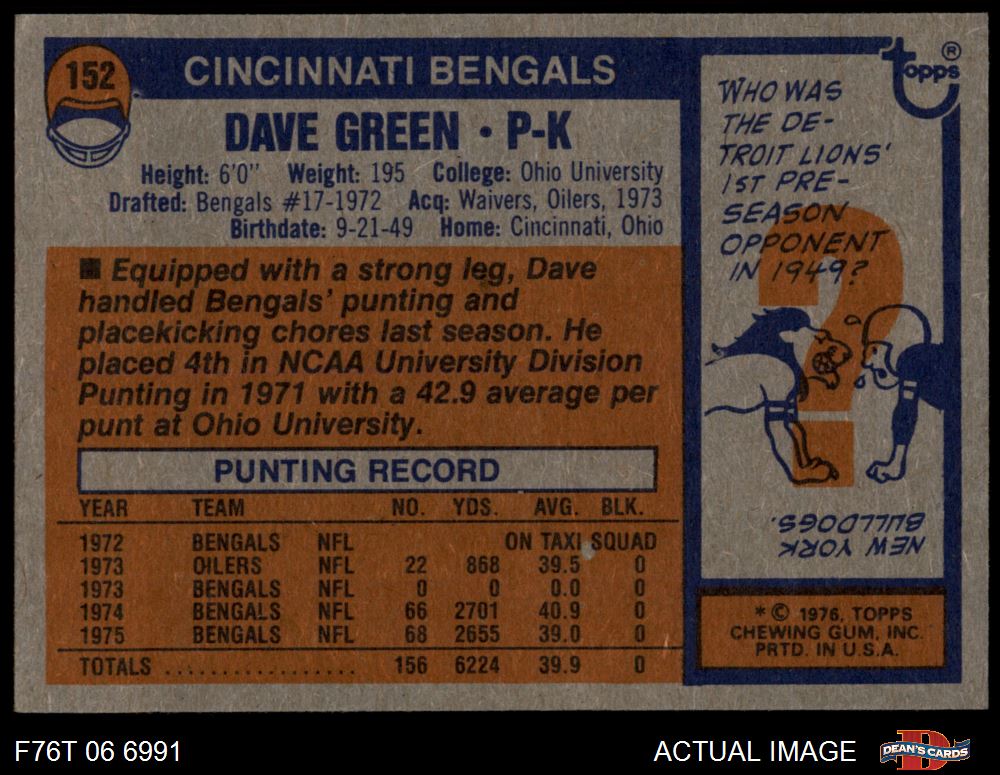 152
CINCINNATI BENGALS
DAVE GREEN • P-K
Height: 6'0" Weight: 195 College: Ohio University
Drafted: Bengals #17-1972 Acq: Waivers, Oilers, 1973
Birthdate: 9-21-49 Home: Cincinnati, Ohio
■ Equipped with a strong leg, Dave
handled Bengals' punting and
placekicking chores last season. He
placed 4th in NCAA University Division
Punting in 1971 with a 42.9 average per
punt at Ohio University.
PUNTING RECORD
YEAR TEAM NO. YDS. AVG. BLK.
1972 BENGALS NFL ON TAXI SQUAD
1973 OILERS NFL 22 868 39.5 0
1973 BENGALS NFL 0 0 0.0 0
1974 BENGALS NFL 66 2701 40.9 0
1975 BENGALS NFL 68 2655 39.0 0
TOTALS .................. 156 6224 39.9 0
topps ®
WHO WAS
THE DE-
TROIT LIONS'
1ST PRE-
SEASON
OPPONENT
IN 1949?
?
NEW YORK
BULLDOGS.
* © 1976, TOPPS
CHEWING GUM, INC.
PRTD. IN U.S.A.
F76T 06 6991
ACTUAL IMAGE
D
DEAN'S CARDS